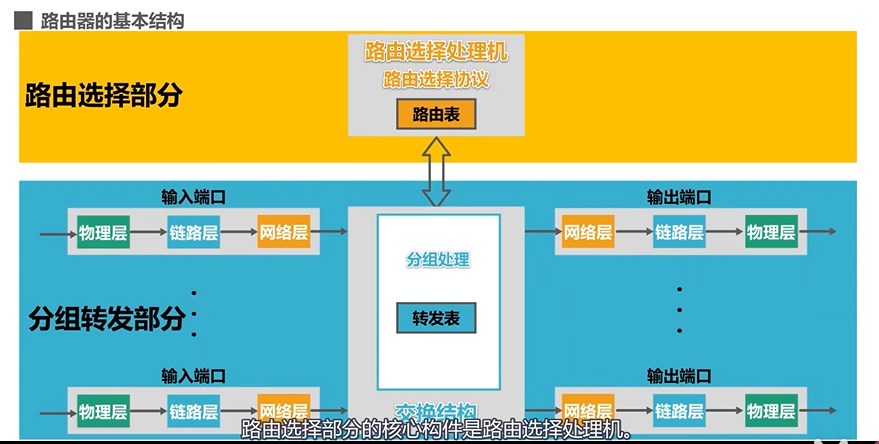 路由器的基本结构
路由选择处理机
路由选择协议
路由选择部分
路由表
输入端口
输出端口
物理层 链路层 网络层
网络层 链路层 物理层
分组处理
分组转发部分
转发表
输入端口
输出端口
物理层 链路层 网络层
交换结构
网络层 链路层 物理层
路由选择部分的核心构件是路由选择处理机。